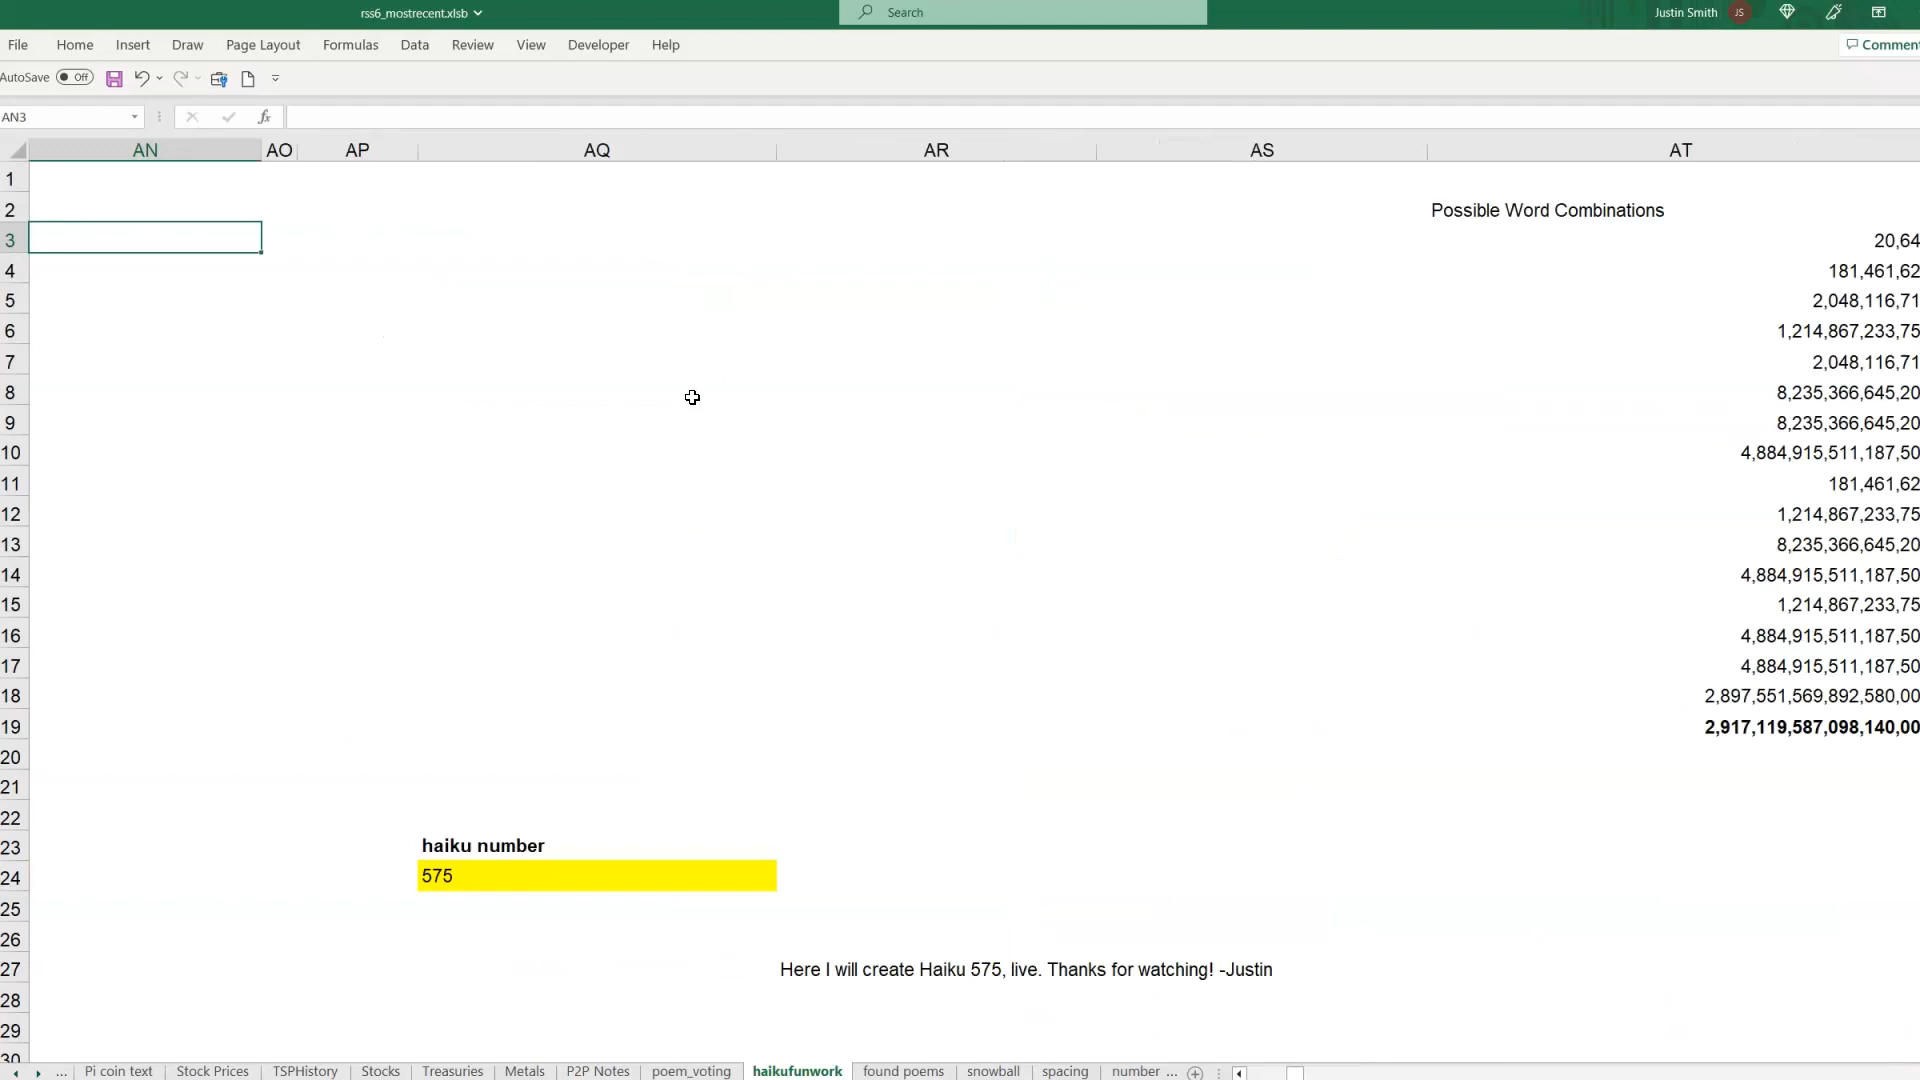 rss6_mostrecent.xlsb
Search
Justin Smith
JS
File Home Insert Draw Page Layout Formulas Data Review View Developer Help
Comment
AutoSave Off
AN3
fx
AN AO AP AQ AR AS AT
1
2 Possible Word Combinations
3 20,64
4 181,461,62
5 2,048,116,71
6 1,214,867,233,75
7 2,048,116,71
8 8,235,366,645,20
9 8,235,366,645,20
10 4,884,915,511,187,50
11 181,461,62
12 1,214,867,233,75
13 8,235,366,645,20
14 4,884,915,511,187,50
15 1,214,867,233,75
16 4,884,915,511,187,50
17 4,884,915,511,187,50
18 2,897,551,569,892,580,00
19 2,917,119,587,098,140,00
20
21
22
23 haiku number
24 575
25
26
27 Here I will create Haiku 575, live. Thanks for watching! -Justin
28
29
30
... Pi coin text Stock Prices TSPHistory Stocks Treasuries Metals P2P Notes poem_voting haikufunwork found poems snowball spacing number ...